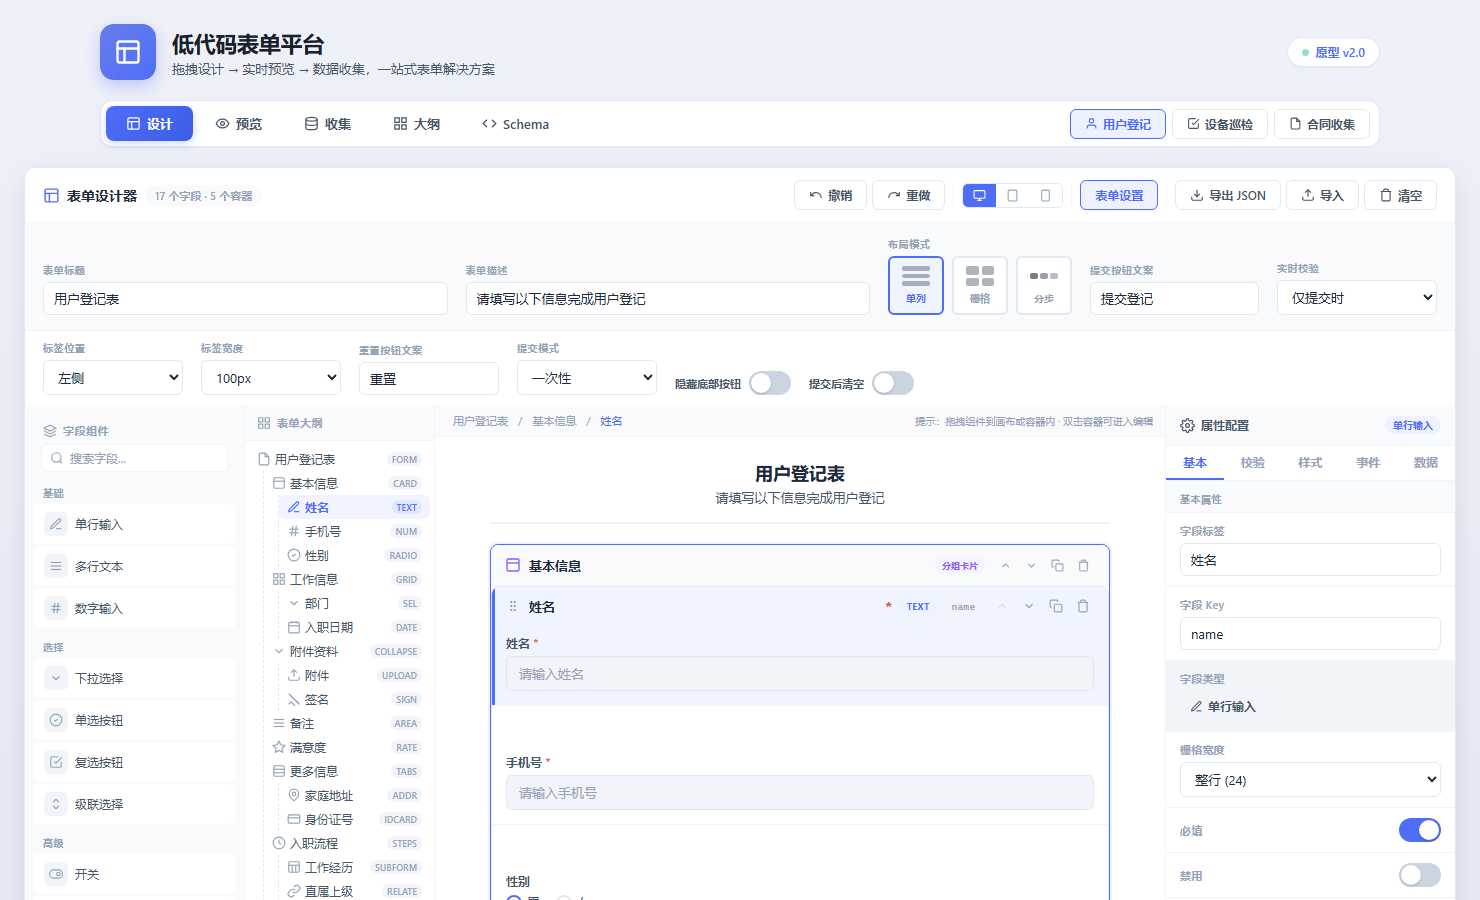 低代码表单平台
拖拽设计 → 实时预览 → 数据收集，一站式表单解决方案
原型 v2.0
设计
预览
收集
大纲
Schema
用户登记
设备巡检
合同收集
表单设计器
17 个字段 · 5 个容器
撤销
重做
表单设置
导出 JSON
导入
清空
表单标题
用户登记表
表单描述
请填写以下信息完成用户登记
布局模式
单列
栅格
分步
提交按钮文案
提交登记
实时校验
仅提交时
标签位置
左侧
标签宽度
100px
重置按钮文案
重置
提交模式
一次性
隐藏底部按钮
提交后清空
字段组件
搜索字段...
基础
单行输入
多行文本
数字输入
选择
下拉选择
单选按钮
复选按钮
级联选择
高级
开关
表单大纲
用户登记表 FORM
基本信息 CARD
姓名 TEXT
手机号 NUM
性别 RADIO
工作信息 GRID
部门 SEL
入职日期 DATE
附件资料 COLLAPSE
附件 UPLOAD
签名 SIGN
备注 AREA
满意度 RATE
更多信息 TABS
家庭地址 ADDR
身份证号 IDCARD
入职流程 STEPS
工作经历 SUBFORM
直属上级 RELATE
用户登记表 / 基本信息 / 姓名
提示：拖拽组件到画布或容器内 · 双击容器可进入编辑
用户登记表
请填写以下信息完成用户登记
基本信息
分组卡片
姓名
* TEXT name
姓名 *
请输入姓名
手机号 *
请输入手机号
性别
属性配置
单行输入
基本
校验
样式
事件
数据
基本属性
字段标签
姓名
字段 Key
name
字段类型
单行输入
栅格宽度
整行 (24)
必填
禁用